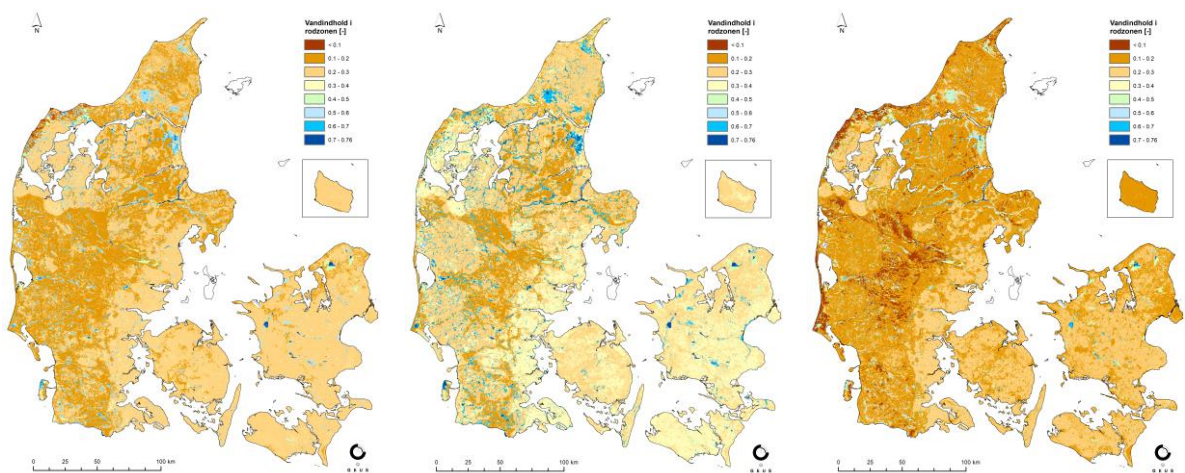 N
Vandindhold i
rodzonen [-]
< 0.1
0.1 - 0.2
0.2 - 0.3
0.3 - 0.4
0.4 - 0.5
0.5 - 0.6
0.6 - 0.7
0.7 - 0.76
0 25 50 100 km
G E U S
N
Vandindhold i
rodzonen [-]
< 0.1
0.1 - 0.2
0.2 - 0.3
0.3 - 0.4
0.4 - 0.5
0.5 - 0.6
0.6 - 0.7
0.7 - 0.76
0 25 50 100 km
G E U S
N
Vandindhold i
rodzonen [-]
< 0.1
0.1 - 0.2
0.2 - 0.3
0.3 - 0.4
0.4 - 0.5
0.5 - 0.6
0.6 - 0.7
0.7 - 0.76
0 25 50 100 km
G E U S